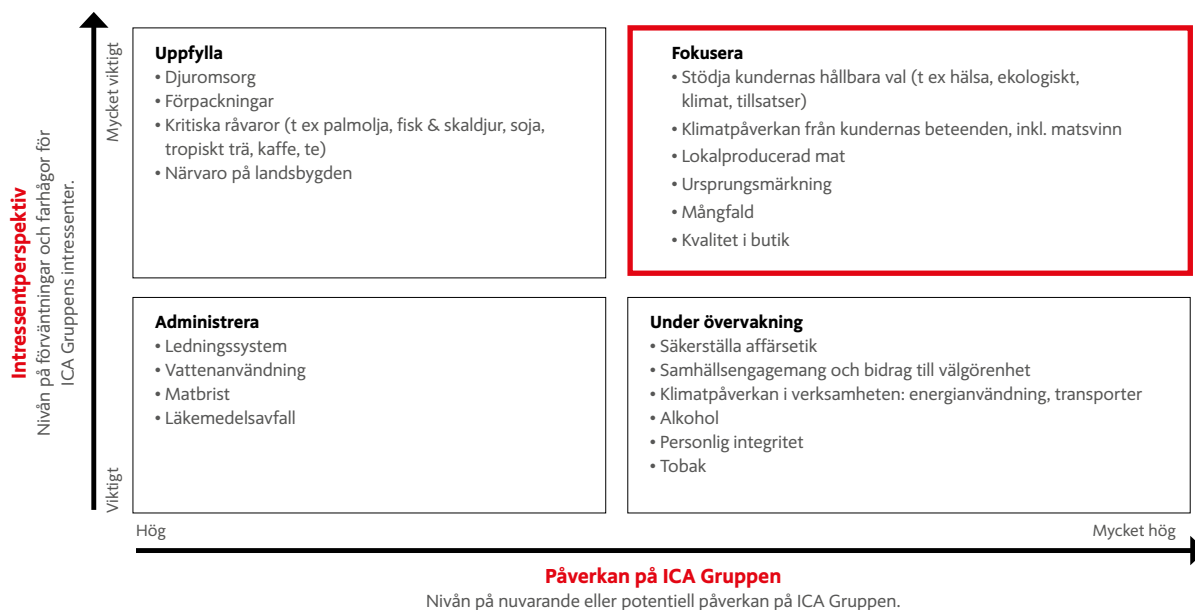 Intressentperspektiv
Nivån på förväntningar och farhågor för
ICA Gruppens intressenter.
Mycket viktigt
Viktigt
Uppfylla
• Djuromsorg
• Förpackningar
• Kritiska råvaror (t ex palmolja, fisk & skaldjur, soja,
tropiskt trä, kaffe, te)
• Närvaro på landsbygden
Fokusera
• Stödja kundernas hållbara val (t ex hälsa, ekologiskt,
klimat, tillsatser)
• Klimatpåverkan från kundernas beteenden, inkl. matsvinn
• Lokalproducerad mat
• Ursprungsmärkning
• Mångfald
• Kvalitet i butik
Administrera
• Ledningssystem
• Vattenanvändning
• Matbrist
• Läkemedelsavfall
Under övervakning
• Säkerställa affärsetik
• Samhällsengagemang och bidrag till välgörenhet
• Klimatpåverkan i verksamheten: energianvändning, transporter
• Alkohol
• Personlig integritet
• Tobak
Hög
Mycket hög
Påverkan på ICA Gruppen
Nivån på nuvarande eller potentiell påverkan på ICA Gruppen.